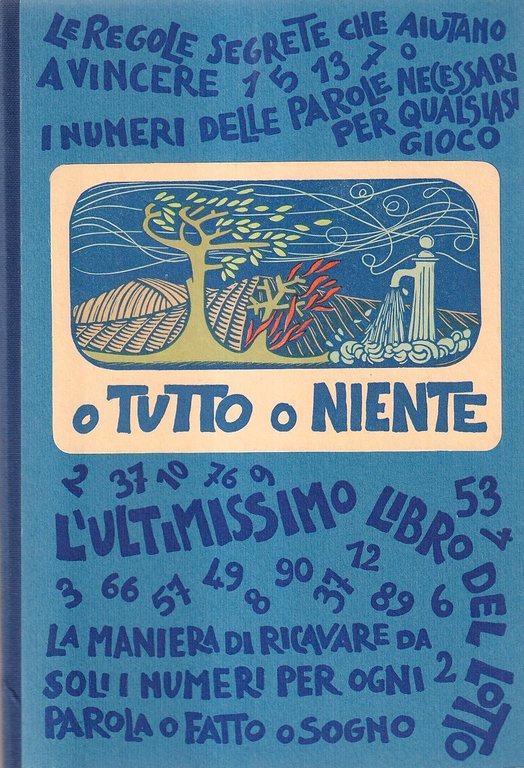 LE REGOLE SEGRETE CHE AIUTANO
A VINCERE 1 5 13 7 0
I NUMERI DELLE PAROLE NECESSARI
PER QUALSIASI
GIOCO
O TUTTO O NIENTE
2 37 10 76 9
L'ULTIMISSIMO LIBRO DEL LOTTO
53 4
3 66 57 49 8 90 37 12 89 6 2
LA MANIERA DI RICAVARE DA
SOLI I NUMERI PER OGNI
PAROLA O FATTO O SOGNO